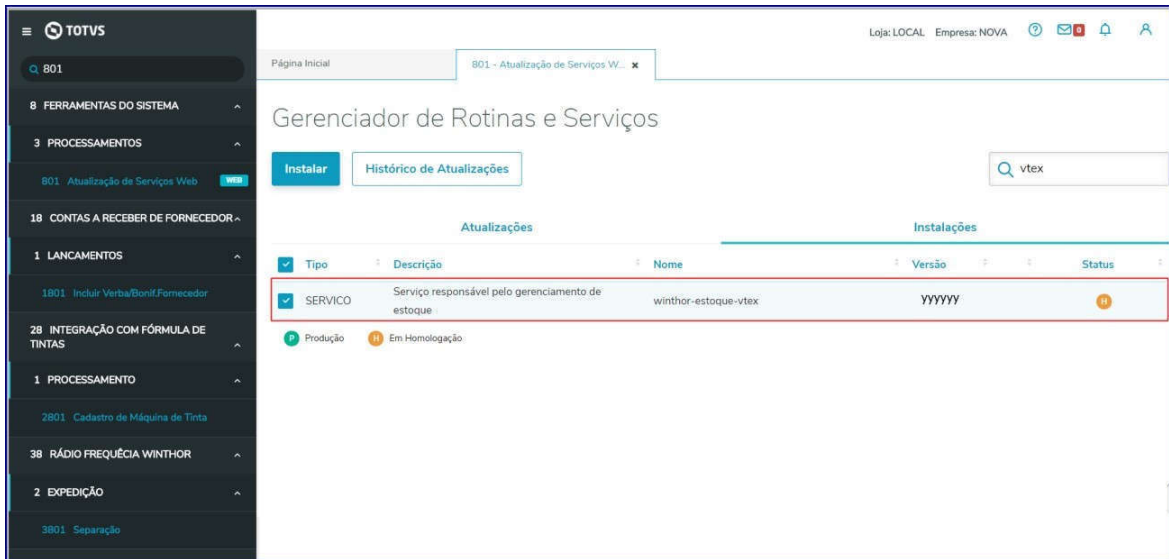 TOTVS
Loja: LOCAL Empresa: NOVA
0
801
Página Inicial
801 - Atualização de Serviços W...
8 FERRAMENTAS DO SISTEMA
3 PROCESSAMENTOS
801 Atualização de Serviços Web WEB
18 CONTAS A RECEBER DE FORNECEDOR
1 LANCAMENTOS
1801 Incluir Verba/Bonif.Fornecedor
28 INTEGRAÇÃO COM FÓRMULA DE
TINTAS
1 PROCESSAMENTO
2801 Cadastro de Máquina de Tinta
38 RÁDIO FREQUÊCIA WINTHOR
2 EXPEDIÇÃO
3801 Separação
Gerenciador de Rotinas e Serviços
Instalar
Histórico de Atualizações
vtex
Atualizações
Instalações
Tipo Descrição Nome Versão Status
SERVICO Serviço responsável pelo gerenciamento de
estoque winthor-estoque-vtex yyyyyy H
P Produção H Em Homologação